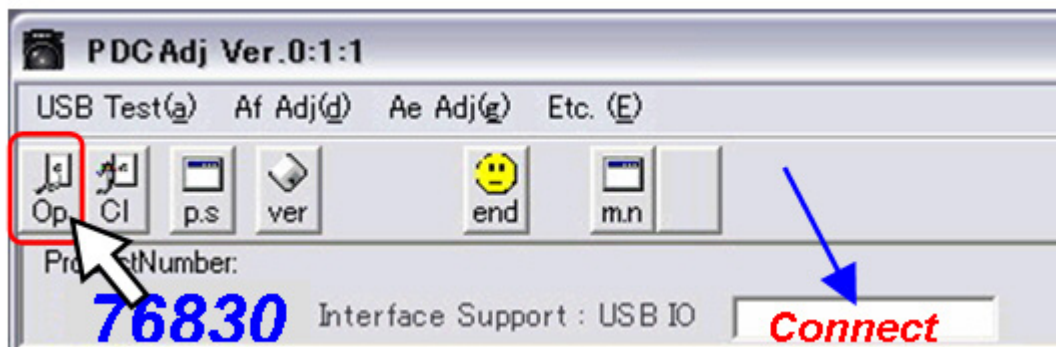 PDCAdj Ver.0:1:1
USB Test(a) Af Adj(d) Ae Adj(g) Etc. (E)
Op Cl p.s ver end m.n
76830 Interface Support : USB IO Connect